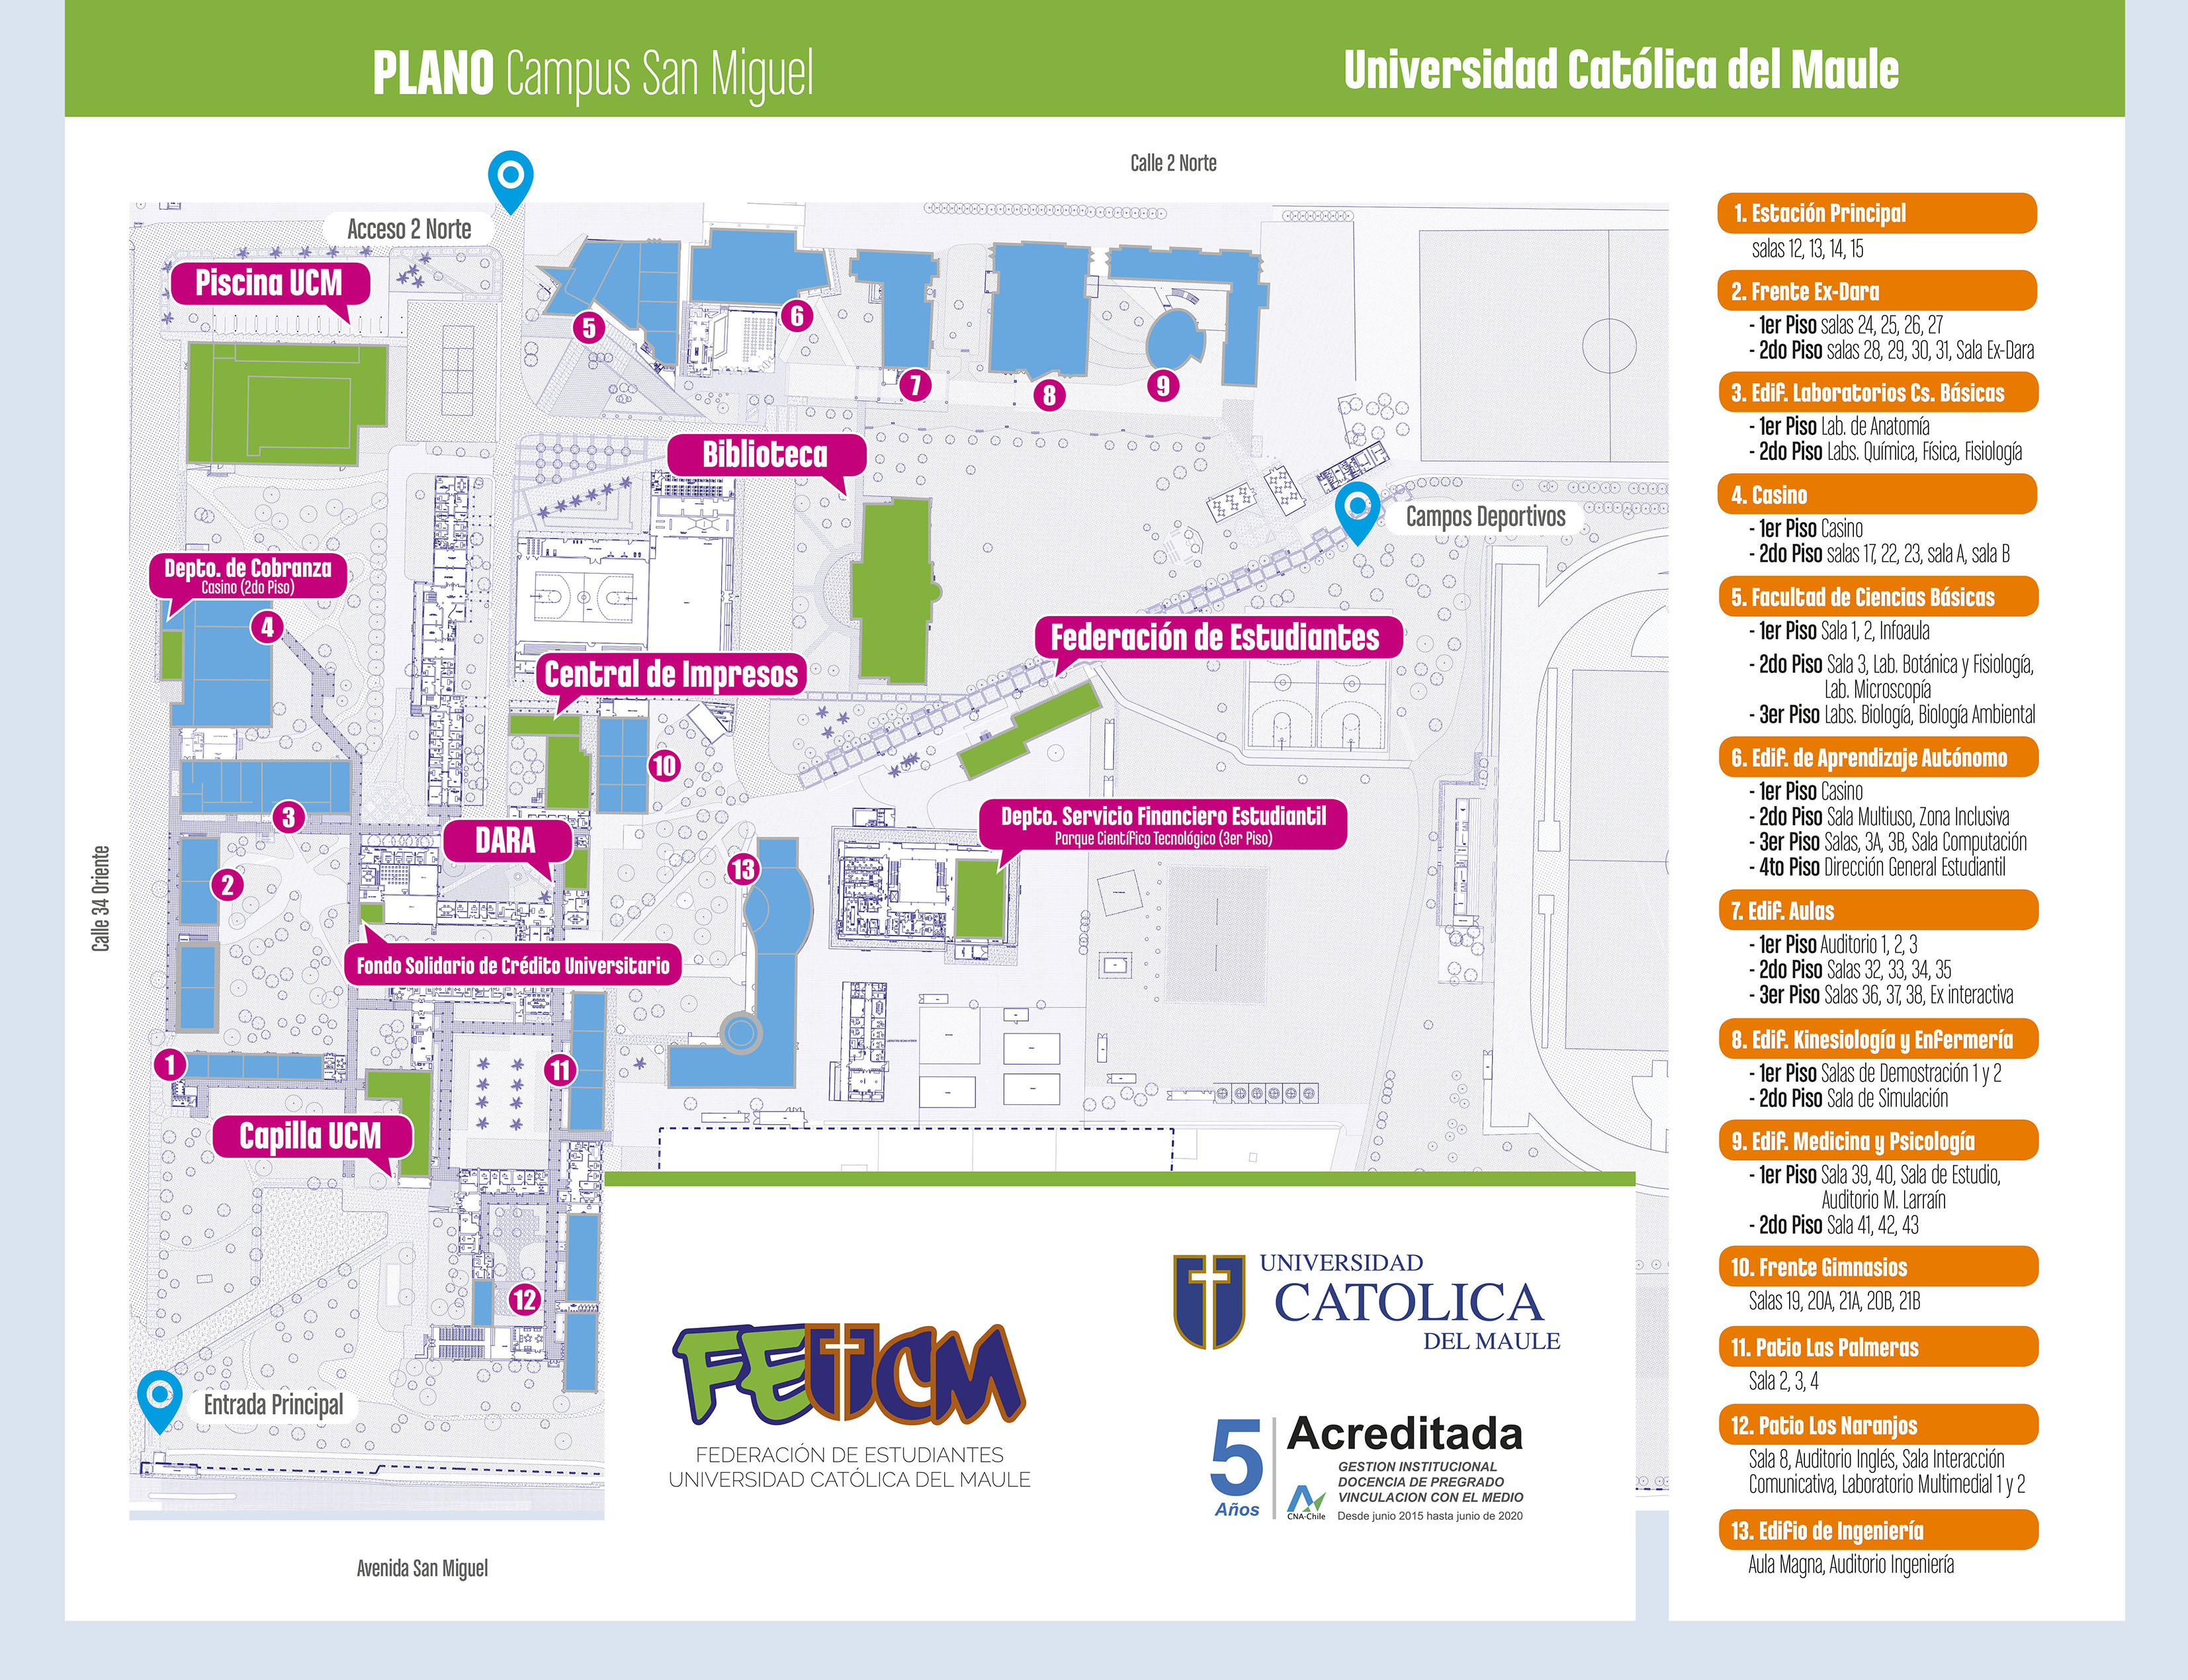 PLANO Campus San Miguel
Universidad Católica del Maule
Calle 2 Norte
Acceso 2 Norte
Piscina UCM
5
6
7
8
9
Biblioteca
Campos Deportivos
Depto. de Cobranza
Casino (2do Piso)
4
Federación de Estudiantes
Central de Impresos
10
3
DARA
Depto. Servicio Financiero Estudiantil
Parque Científico Tecnológico (3er Piso)
13
2
Calle 34 Oriente
Fondo Solidario de Crédito Universitario
1
11
Capilla UCM
12
Entrada Principal
Avenida San Miguel
FEUCM
FEDERACIÓN DE ESTUDIANTES
UNIVERSIDAD CATÓLICA DEL MAULE
UNIVERSIDAD
CATOLICA
DEL MAULE
5 Años
Acreditada
GESTION INSTITUCIONAL
DOCENCIA DE PREGRADO
VINCULACION CON EL MEDIO
CNA-Chile
Desde junio 2015 hasta junio de 2020
1. Estación Principal
salas 12, 13, 14, 15
2. Frente Ex-Dara
- 1er Piso salas 24, 25, 26, 27
- 2do Piso salas 28, 29, 30, 31, Sala Ex-Dara
3. Edif. Laboratorios Cs. Básicas
- 1er Piso Lab. de Anatomía
- 2do Piso Labs. Química, Física, Fisiología
4. Casino
- 1er Piso Casino
- 2do Piso salas 17, 22, 23, sala A, sala B
5. Facultad de Ciencias Básicas
- 1er Piso Sala 1, 2, Infoaula
- 2do Piso Sala 3, Lab. Botánica y Fisiología,
Lab. Microscopía
- 3er Piso Labs. Biología, Biología Ambiental
6. Edif. de Aprendizaje Autónomo
- 1er Piso Casino
- 2do Piso Sala Multiuso, Zona Inclusiva
- 3er Piso Salas, 3A, 3B, Sala Computación
- 4to Piso Dirección General Estudiantil
7. Edif. Aulas
- 1er Piso Auditorio 1, 2, 3
- 2do Piso Salas 32, 33, 34, 35
- 3er Piso Salas 36, 37, 38, Ex interactiva
8. Edif. Kinesiología y Enfermería
- 1er Piso Salas de Demostración 1 y 2
- 2do Piso Sala de Simulación
9. Edif. Medicina y Psicología
- 1er Piso Sala 39, 40, Sala de Estudio,
Auditorio M. Larraín
- 2do Piso Sala 41, 42, 43
10. Frente Gimnasios
Salas 19, 20A, 21A, 20B, 21B
11. Patio Las Palmeras
Sala 2, 3, 4
12. Patio Los Naranjos
Sala 8, Auditorio Inglés, Sala Interacción
Comunicativa, Laboratorio Multimedial 1 y 2
13. Edifio de Ingeniería
Aula Magna, Auditorio Ingeniería